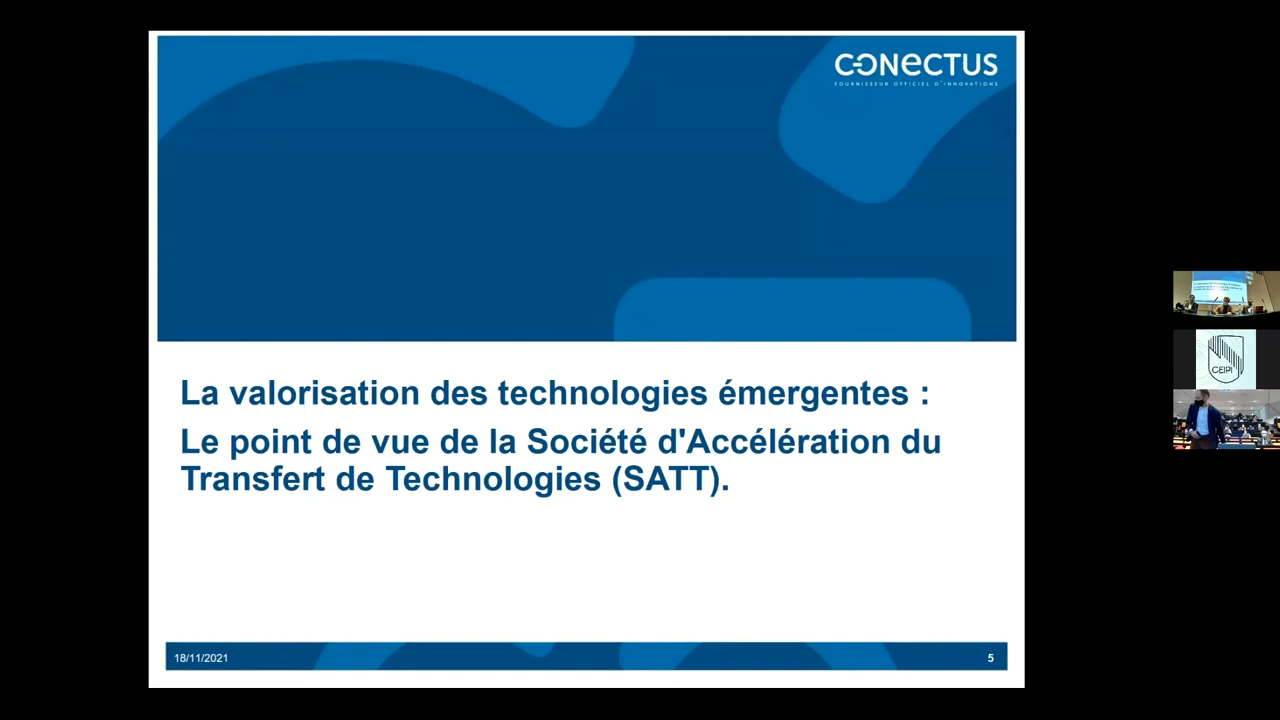 CONECTUS
FOURNISSEUR OFFICIEL D'INNOVATIONS
La valorisation des technologies émergentes :
Le point de vue de la Société d'Accélération du
Transfert de Technologies (SATT).
18/11/2021
5
CEIPI